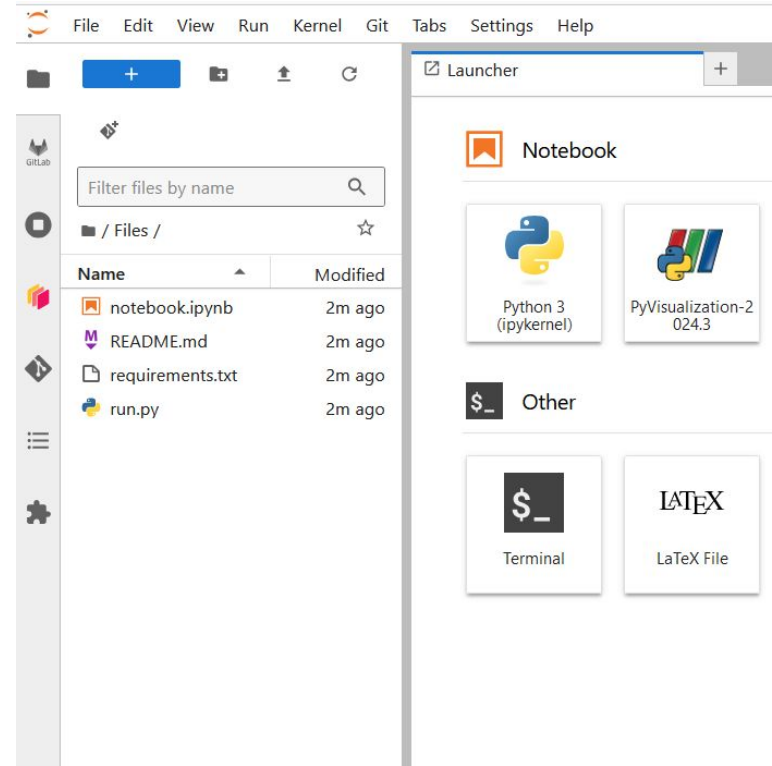 File Edit View Run Kernel Git Tabs Settings Help
+
Launcher
+
GitLab
Filter files by name
/ Files /
Name Modified
notebook.ipynb 2m ago
M README.md 2m ago
requirements.txt 2m ago
run.py 2m ago
Notebook
Python 3
(ipykernel)
PyVisualization-2
024.3
$_ Other
$_
Terminal
LATEX
LaTeX File